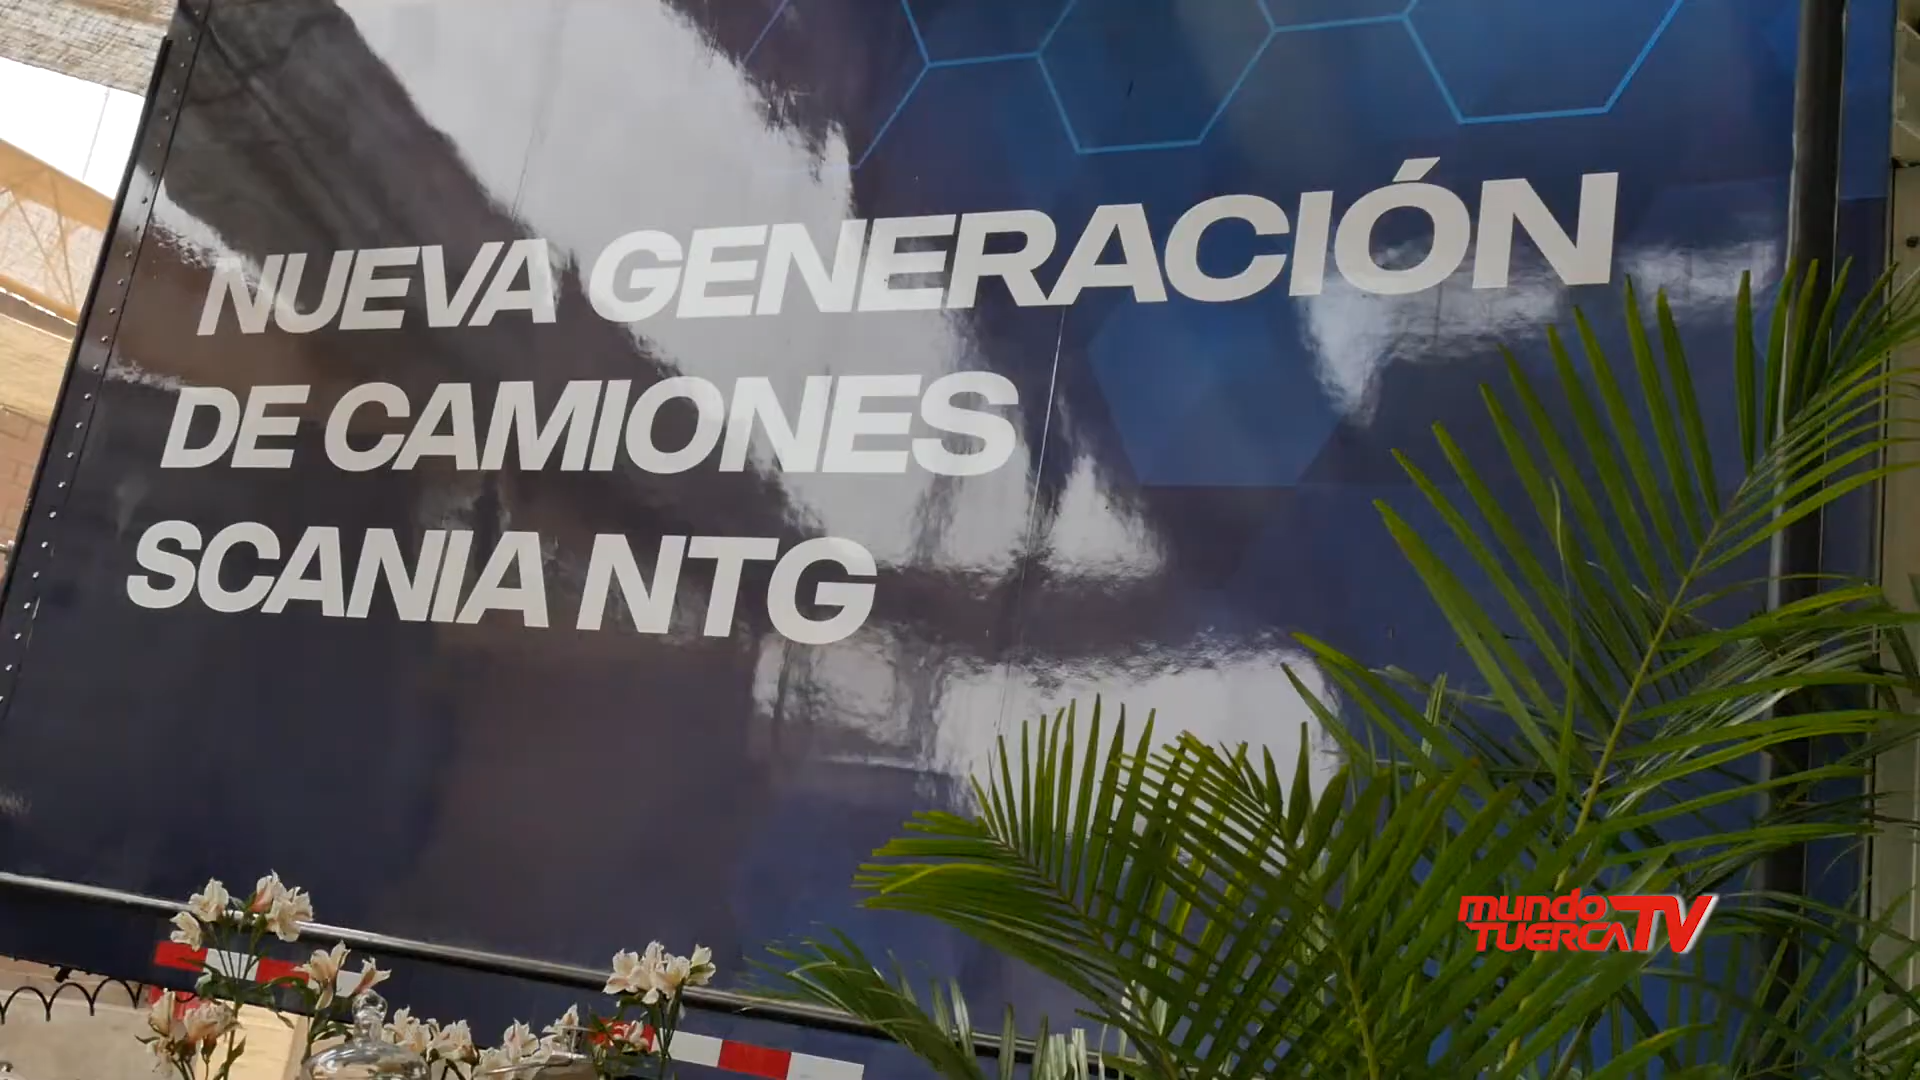 NUEVA GENERACIÓN
DE CAMIONES
SCANIA NTG
mundo
TUERCA TV